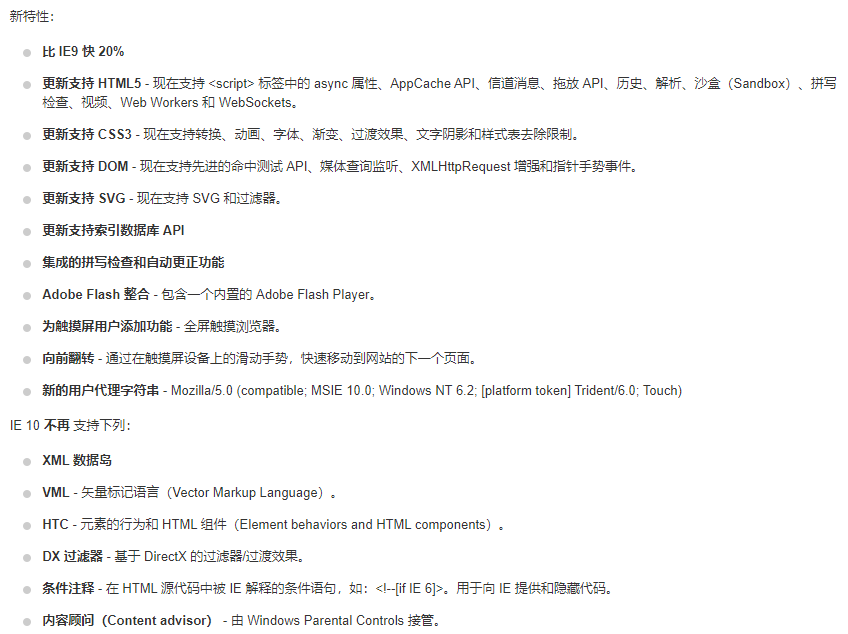 新特性：
比 IE9 快 20%
更新支持 HTML5 - 现在支持 <script> 标签中的 async 属性、AppCache API、信道消息、拖放 API、历史、解析、沙盒（Sandbox）、拼写
检查、视频、Web Workers 和 WebSockets。
更新支持 CSS3 - 现在支持转换、动画、字体、渐变、过渡效果、文字阴影和样式表去除限制。
更新支持 DOM - 现在支持先进的命中测试 API、媒体查询监听、XMLHttpRequest 增强和指针手势事件。
更新支持 SVG - 现在支持 SVG 和过滤器。
更新支持索引数据库 API
集成的拼写检查和自动更正功能
Adobe Flash 整合 - 包含一个内置的 Adobe Flash Player。
为触摸屏用户添加功能 - 全屏触摸浏览器。
向前翻转 - 通过在触摸屏设备上的滑动手势，快速移动到网站的下一个页面。
新的用户代理字符串 - Mozilla/5.0 (compatible; MSIE 10.0; Windows NT 6.2; [platform token] Trident/6.0; Touch)
IE 10 不再 支持下列：
XML 数据岛
VML - 矢量标记语言（Vector Markup Language）。
HTC - 元素的行为和 HTML 组件（Element behaviors and HTML components）。
DX 过滤器 - 基于 DirectX 的过滤器/过渡效果。
条件注释 - 在 HTML 源代码中被 IE 解释的条件语句，如：<!--[if IE 6]>。用于向 IE 提供和隐藏代码。
内容顾问（Content advisor） - 由 Windows Parental Controls 接管。